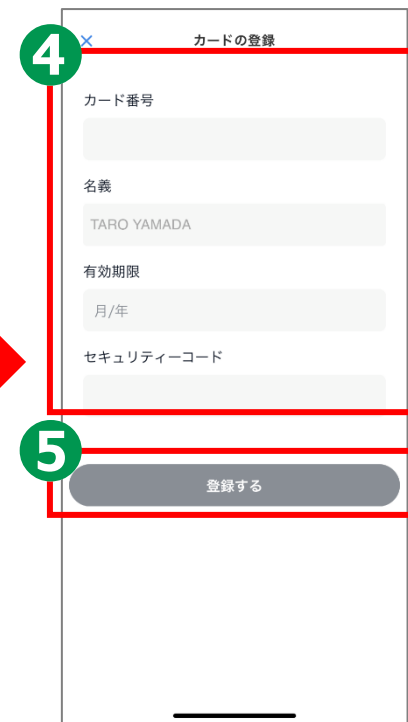 4
× カードの登録
カード番号
名義
TARO YAMADA
有効期限
月/年
セキュリティーコード
5
登録する